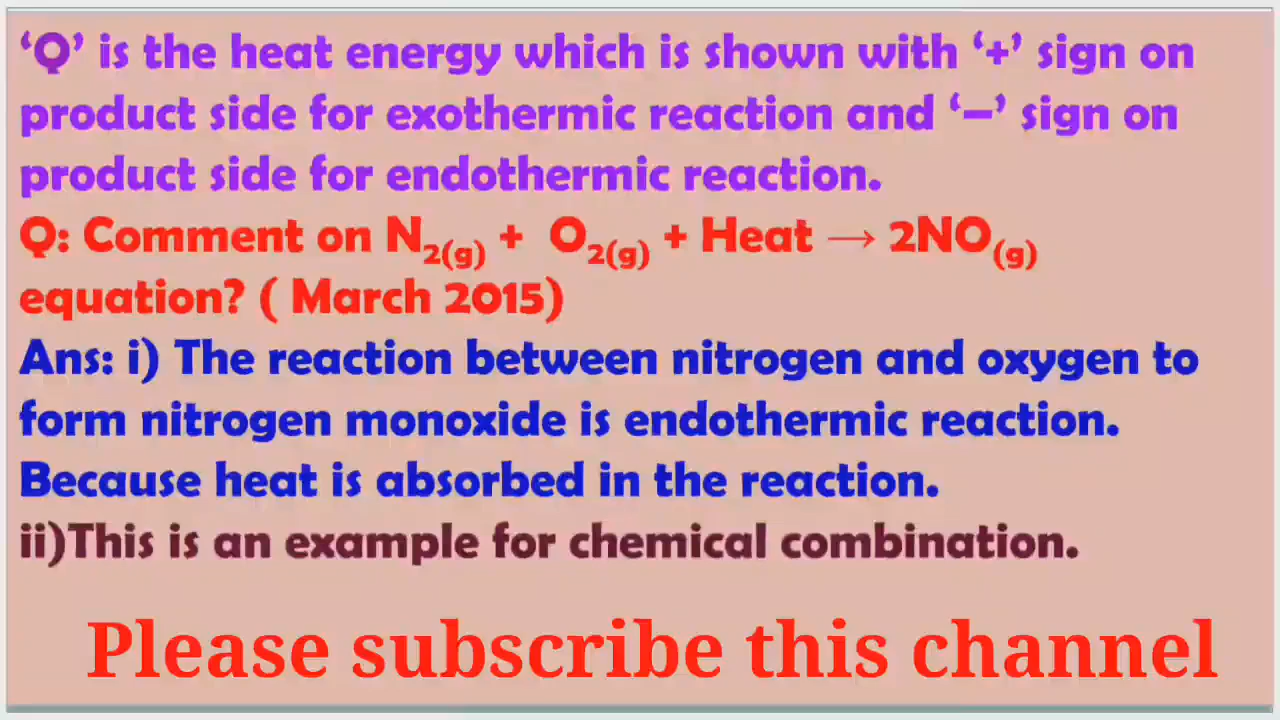 ‘Q’ is the heat energy which is shown with ‘+’ sign on
product side for exothermic reaction and ‘–’ sign on
product side for endothermic reaction.
Q: Comment on N₂(g) + O₂(g) + Heat → 2NO(g)
equation? ( March 2015)
Ans: i) The reaction between nitrogen and oxygen to
form nitrogen monoxide is endothermic reaction.
Because heat is absorbed in the reaction.
ii)This is an example for chemical combination.
Please subscribe this channel